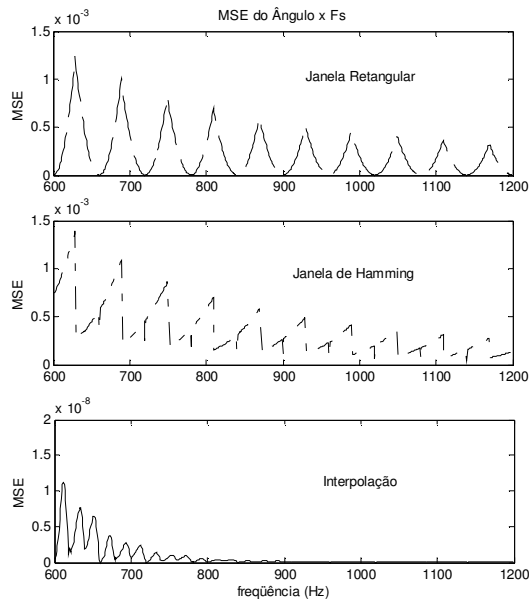 MSE do Ângulo x Fs
x 10^-3
1.5
1
0.5
0
MSE
Janela Retangular
600 700 800 900 1000 1100 1200
x 10^-3
1.5
1
0.5
0
MSE
Janela de Hamming
600 700 800 900 1000 1100 1200
x 10^-8
2
1.5
1
0.5
0
MSE
Interpolação
600 700 800 900 1000 1100 1200
freqüência (Hz)